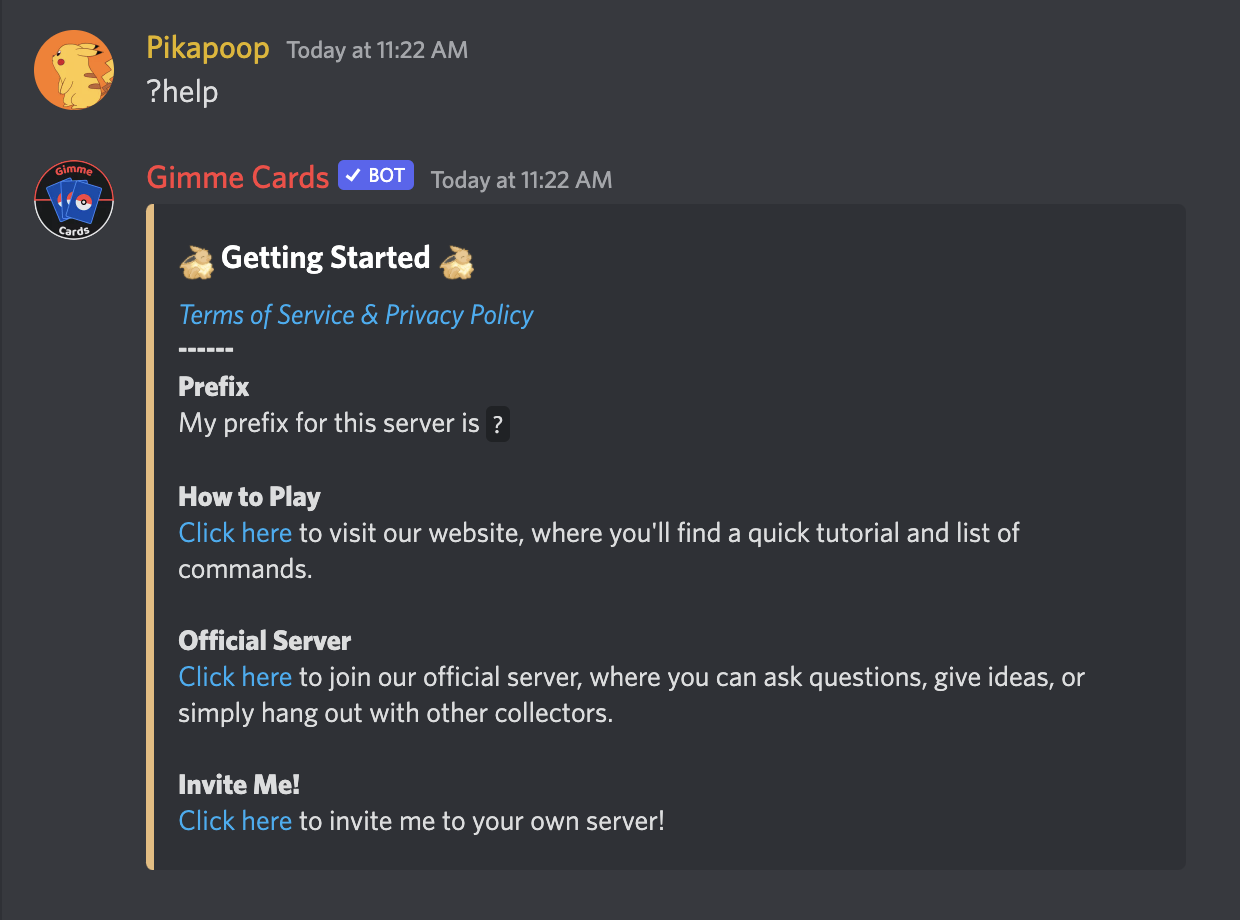 Pikapoop Today at 11:22 AM
?help
Gimme
Cards
Gimme Cards BOT Today at 11:22 AM
Getting Started
Terms of Service & Privacy Policy
------
Prefix
My prefix for this server is ?
How to Play
Click here to visit our website, where you'll find a quick tutorial and list of
commands.
Official Server
Click here to join our official server, where you can ask questions, give ideas, or
simply hang out with other collectors.
Invite Me!
Click here to invite me to your own server!